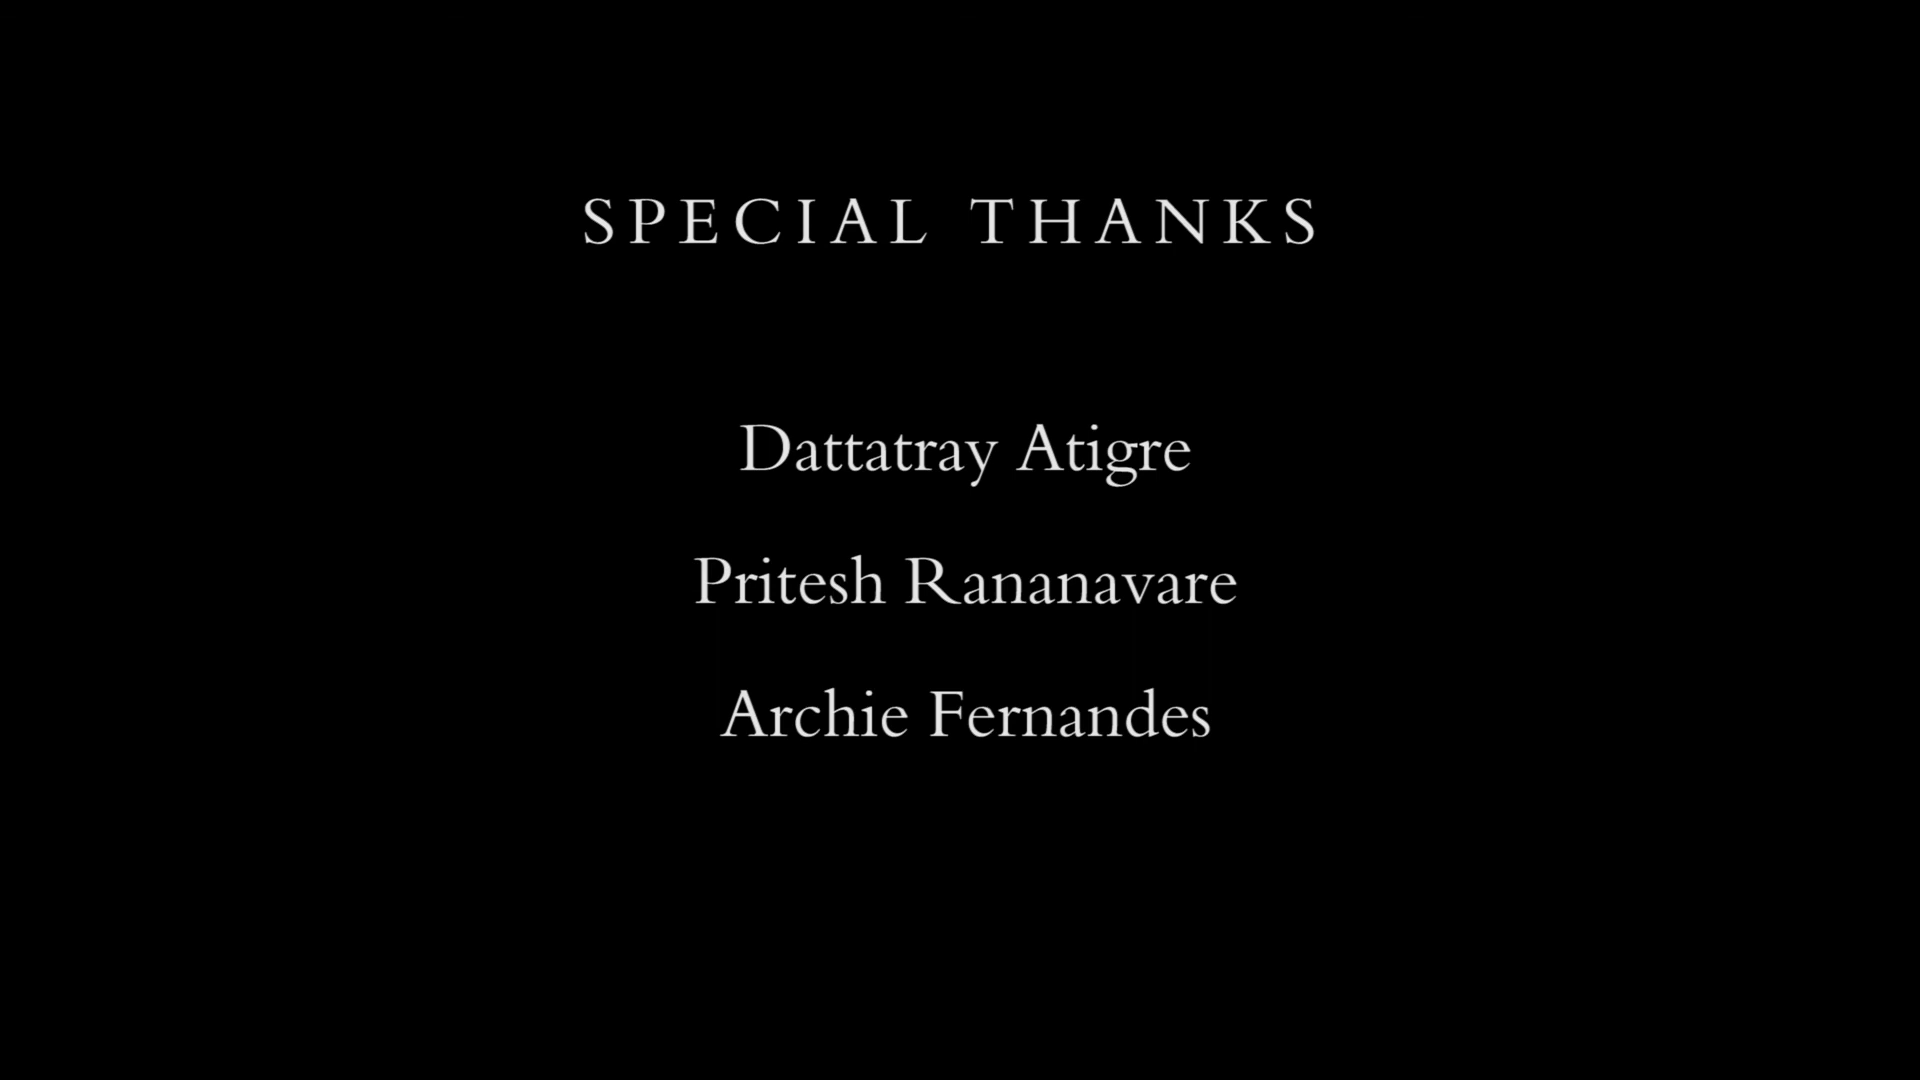 SPECIAL THANKS
Dattatray Atigre
Pritesh Rananavare
Archie Fernandes